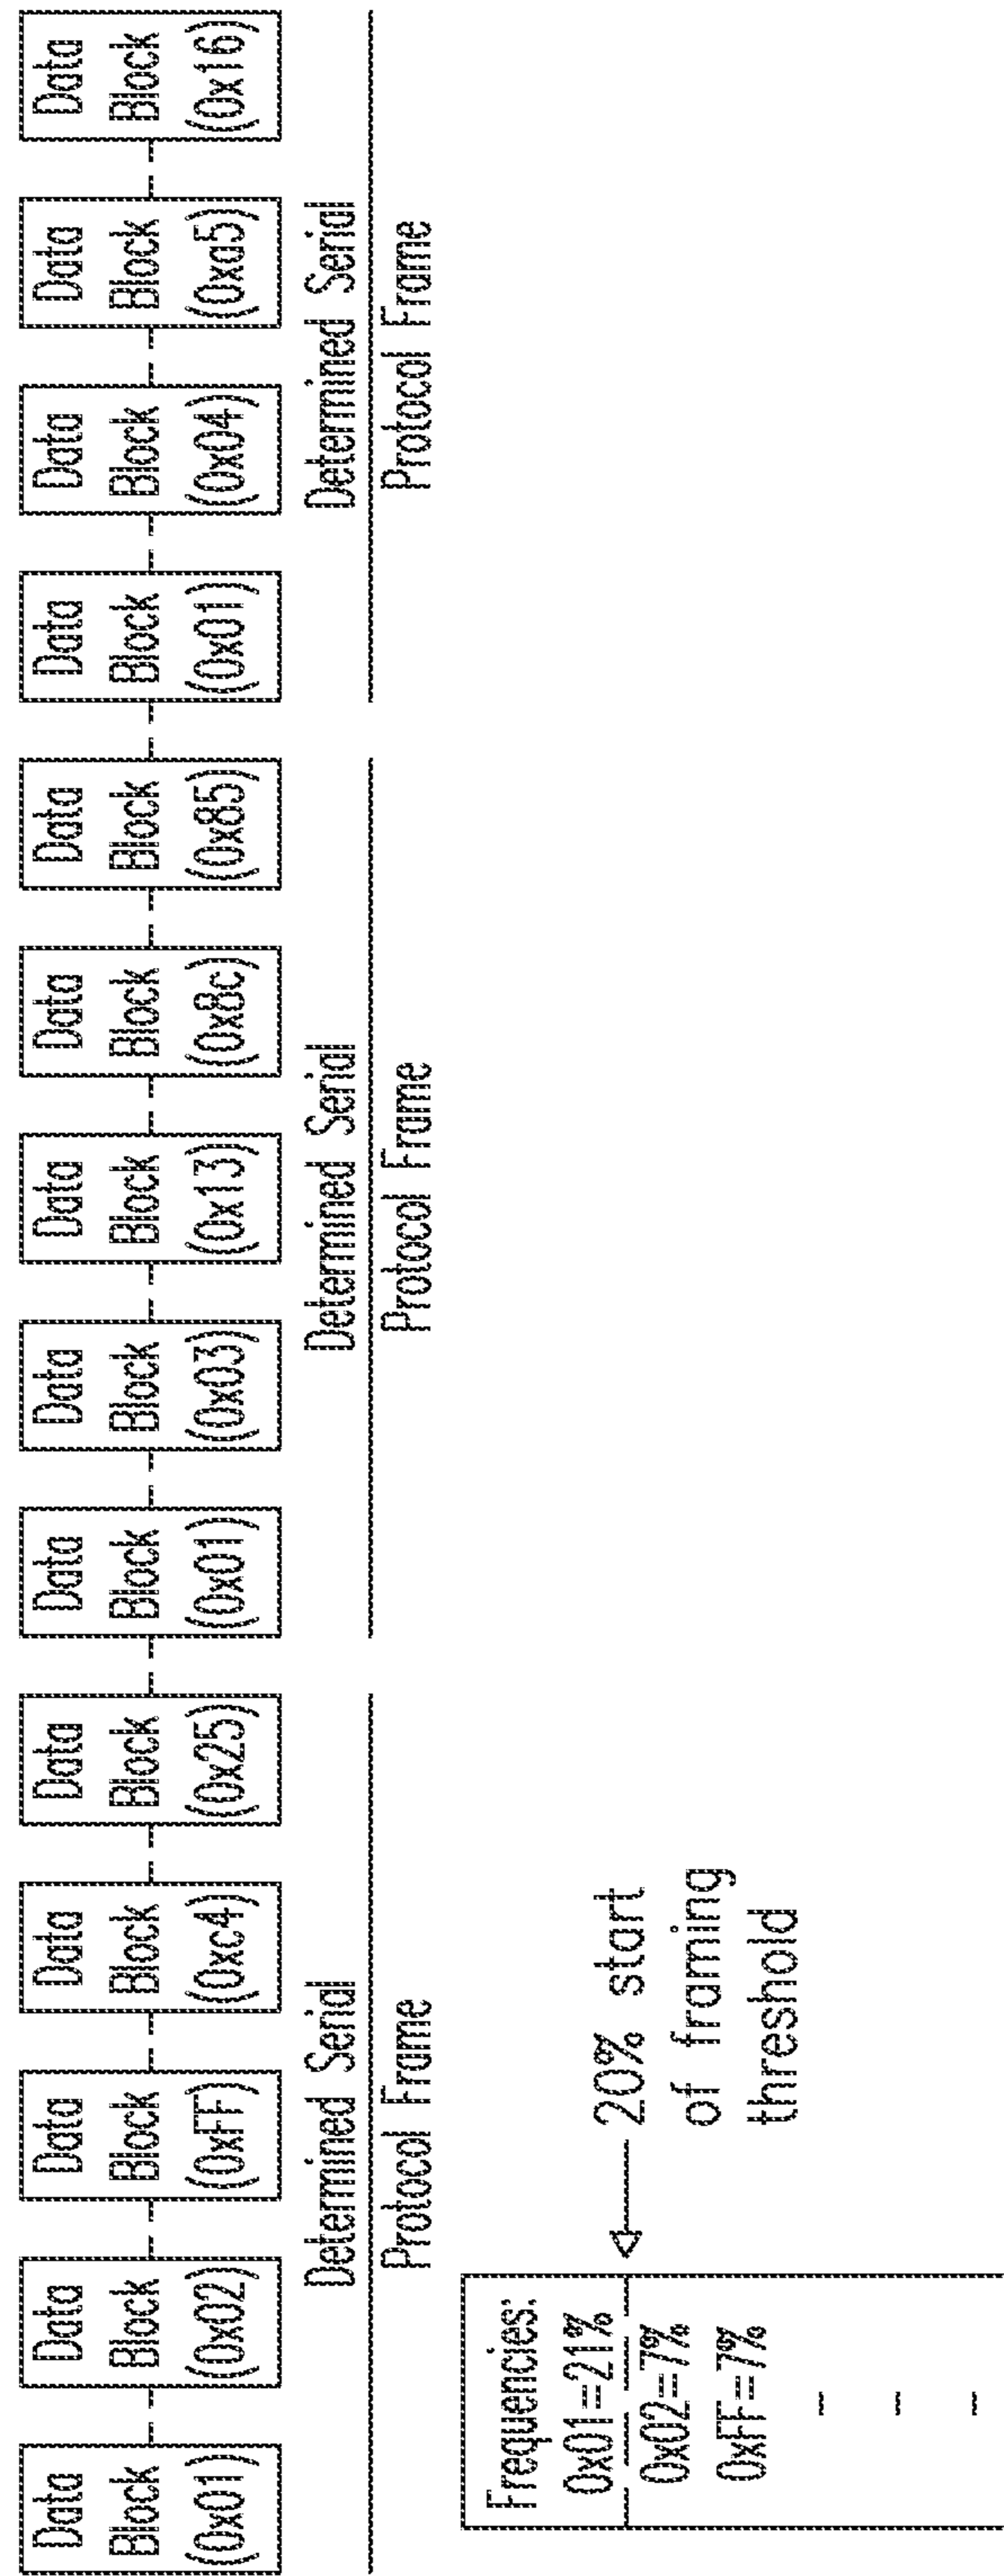 Data
Block
(0x01)
Data
Block
(0x02)
Data
Block
(0xFF)
Data
Block
(0xc4)
Data
Block
(0x25)
Data
Block
(0x01)
Data
Block
(0x03)
Data
Block
(0x13)
Data
Block
(0x8c)
Data
Block
(0x85)
Data
Block
(0x01)
Data
Block
(0x04)
Data
Block
(0xa5)
Data
Block
(0x16)
Determined Serial
Protocol Frame
Determined Serial
Protocol Frame
Determined Serial
Protocol Frame
Frequencies:
0x01=21%
0x02=7%
0xFF=7%
20% start
of framing
threshold